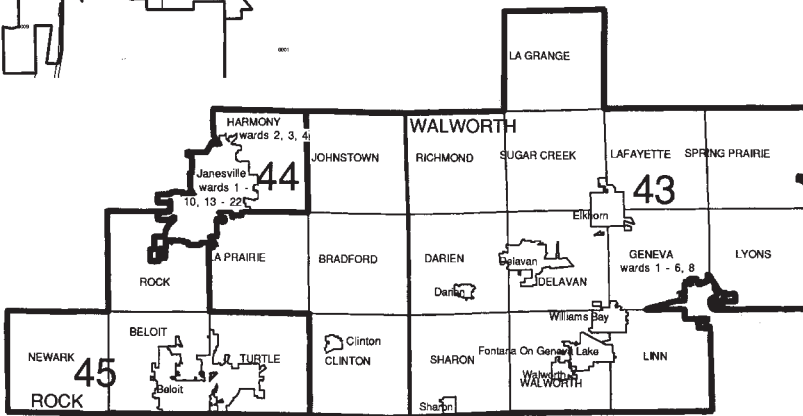 0009
0001
LA GRANGE
HARMONY
wards 2, 3, 4
WALWORTH
Janesville
wards 1 -
10, 13 - 22
44
JOHNSTOWN
RICHMOND
SUGAR CREEK
LAFAYETTE
SPRING PRAIRIE
43
Elkhorn
LA PRAIRIE
BRADFORD
DARIEN
Delavan
DELAVAN
GENEVA
wards 1 - 6, 8
LYONS
ROCK
Darien
Williams Bay
BELOIT
NEWARK
45
TURTLE
Clinton
CLINTON
SHARON
Fontana On Geneva Lake
LINN
Beloit
Walworth
WALWORTH
ROCK
Sharon